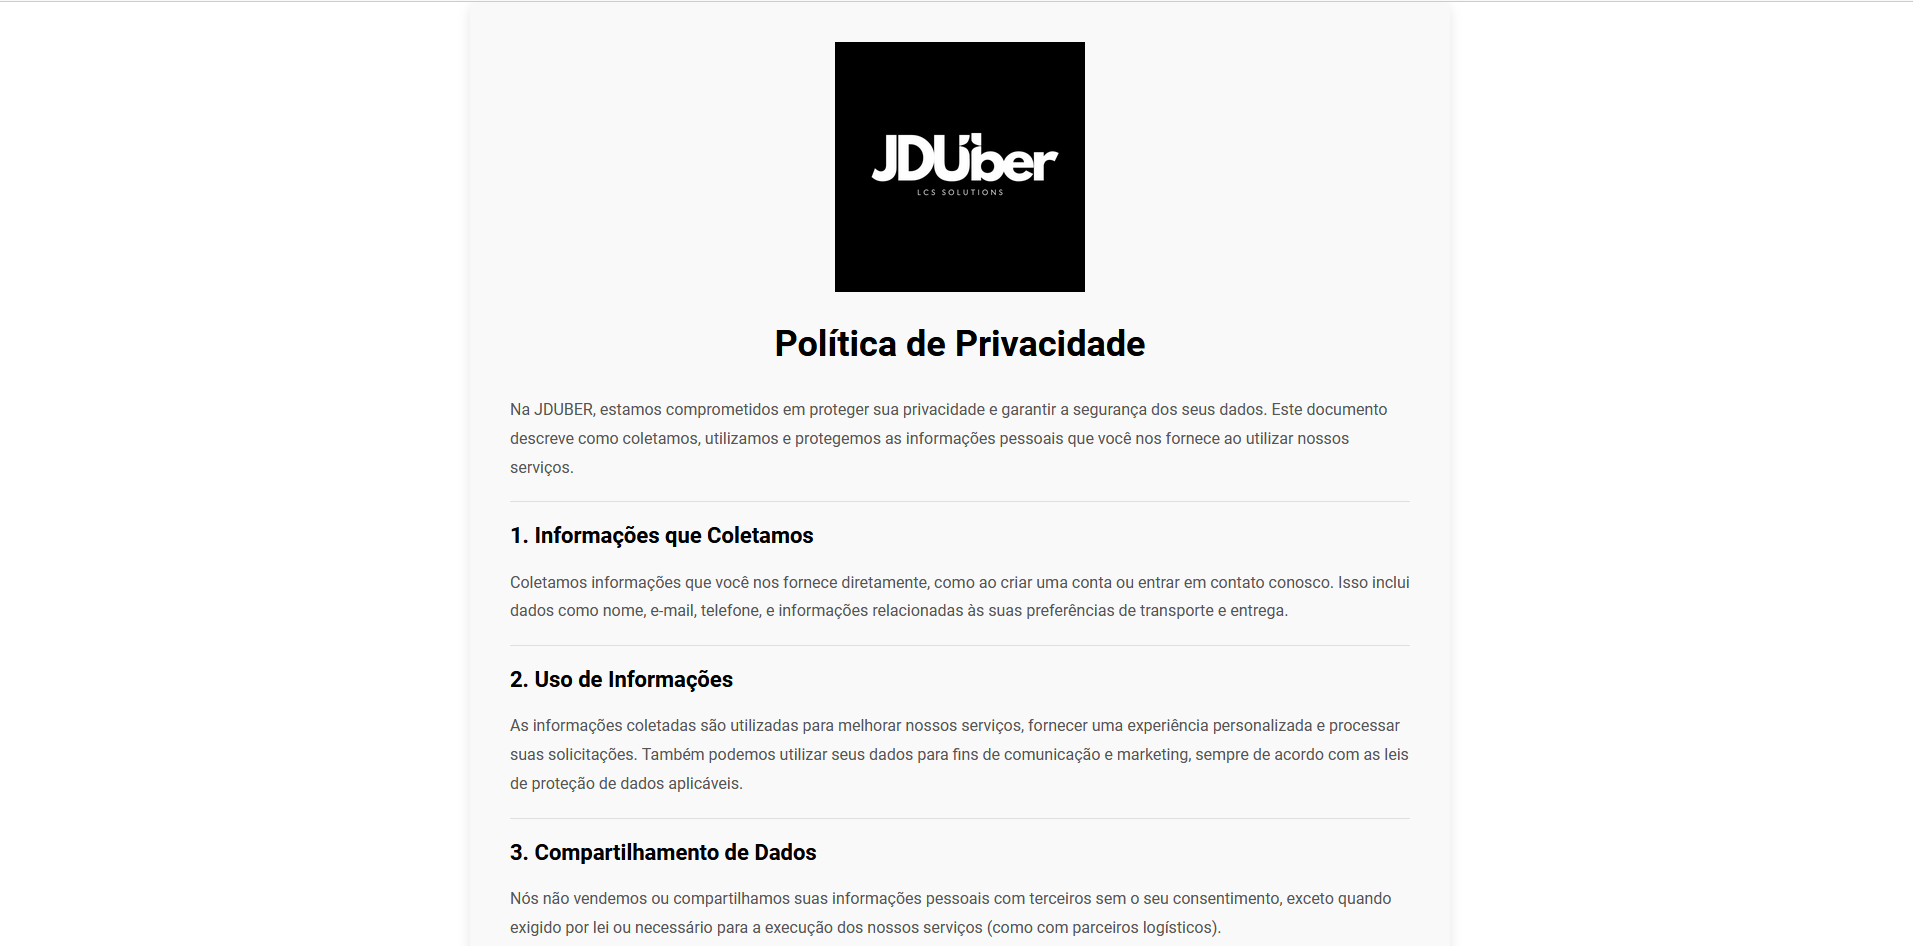 JDUber
LCS SOLUTIONS
Política de Privacidade
Na JDUBER, estamos comprometidos em proteger sua privacidade e garantir a segurança dos seus dados. Este documento
descreve como coletamos, utilizamos e protegemos as informações pessoais que você nos fornece ao utilizar nossos
serviços.
1. Informações que Coletamos
Coletamos informações que você nos fornece diretamente, como ao criar uma conta ou entrar em contato conosco. Isso inclui
dados como nome, e-mail, telefone, e informações relacionadas às suas preferências de transporte e entrega.
2. Uso de Informações
As informações coletadas são utilizadas para melhorar nossos serviços, fornecer uma experiência personalizada e processar
suas solicitações. Também podemos utilizar seus dados para fins de comunicação e marketing, sempre de acordo com as leis
de proteção de dados aplicáveis.
3. Compartilhamento de Dados
Nós não vendemos ou compartilhamos suas informações pessoais com terceiros sem o seu consentimento, exceto quando
exigido por lei ou necessário para a execução dos nossos serviços (como com parceiros logísticos).